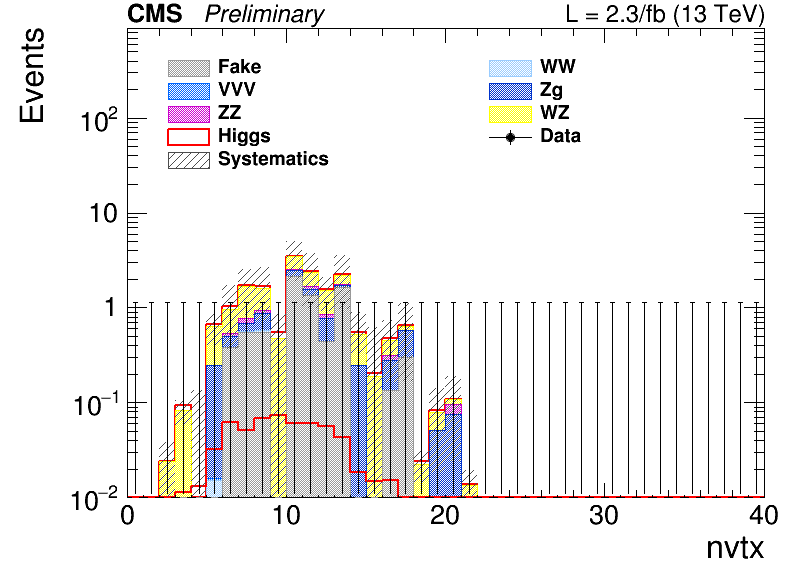 CMS Preliminary L = 2.3/fb (13 TeV)
Events
Fake WW
VVV Zg
ZZ WZ
Higgs Data
Systematics
10²
10
1
10⁻¹
10⁻²
0 10 20 30 40
nvtx